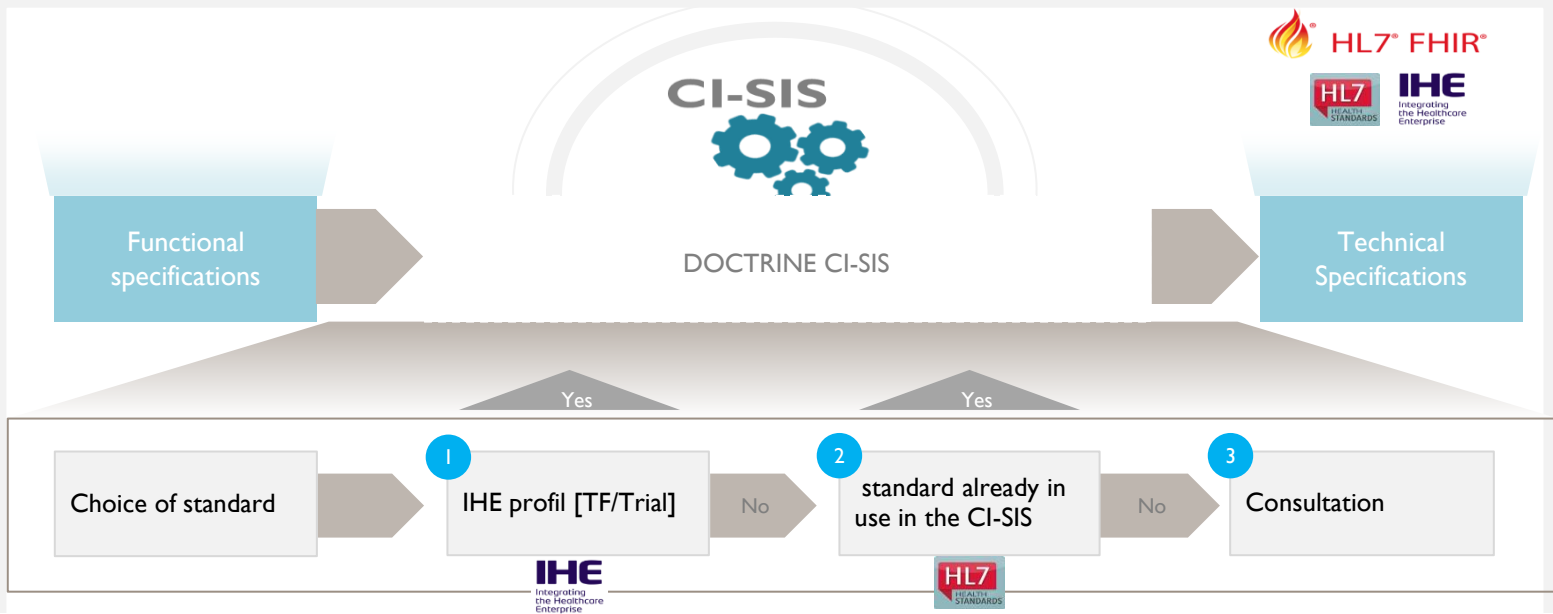 HL7® FHIR®
HL7
HEALTH
STANDARDS
IHE
Integrating
the Healthcare
Enterprise
CI-SIS
Functional
specifications
DOCTRINE CI-SIS
Technical
Specifications
Yes
Yes
Choice of standard
1
IHE profil [TF/Trial]
No
2
standard already in
use in the CI-SIS
No
3
Consultation
IHE
Integrating
the Healthcare
Enterprise
HL7
HEALTH
STANDARDS